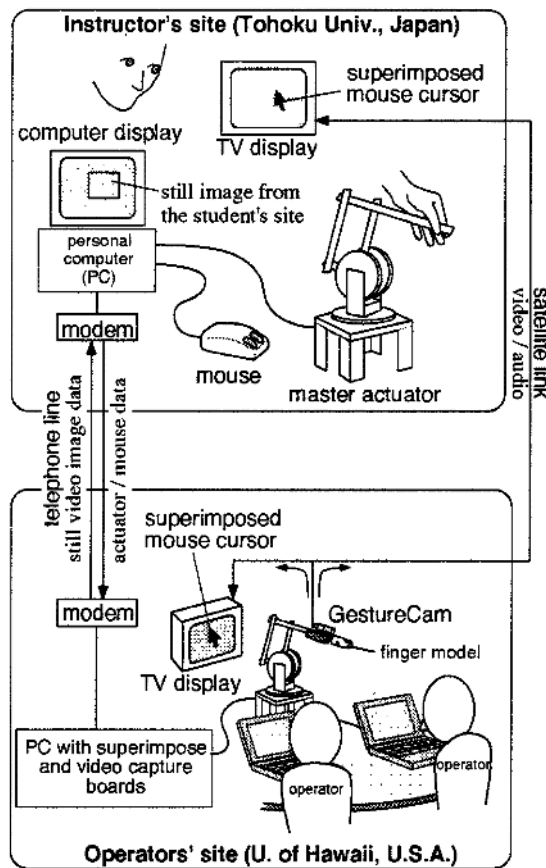 Instructor's site (Tohoku Univ., Japan)
superimposed
mouse cursor
computer display
TV display
still image from
the student's site
personal
computer
(PC)
modem
mouse
master actuator
satellite link
video / audio
telephone line
still video image data
actuator / mouse data
superimposed
mouse cursor
modem
GestureCam
finger model
TV display
PC with superimpose
and video capture
boards
operator
operator
Operators' site (U. of Hawaii, U.S.A.)